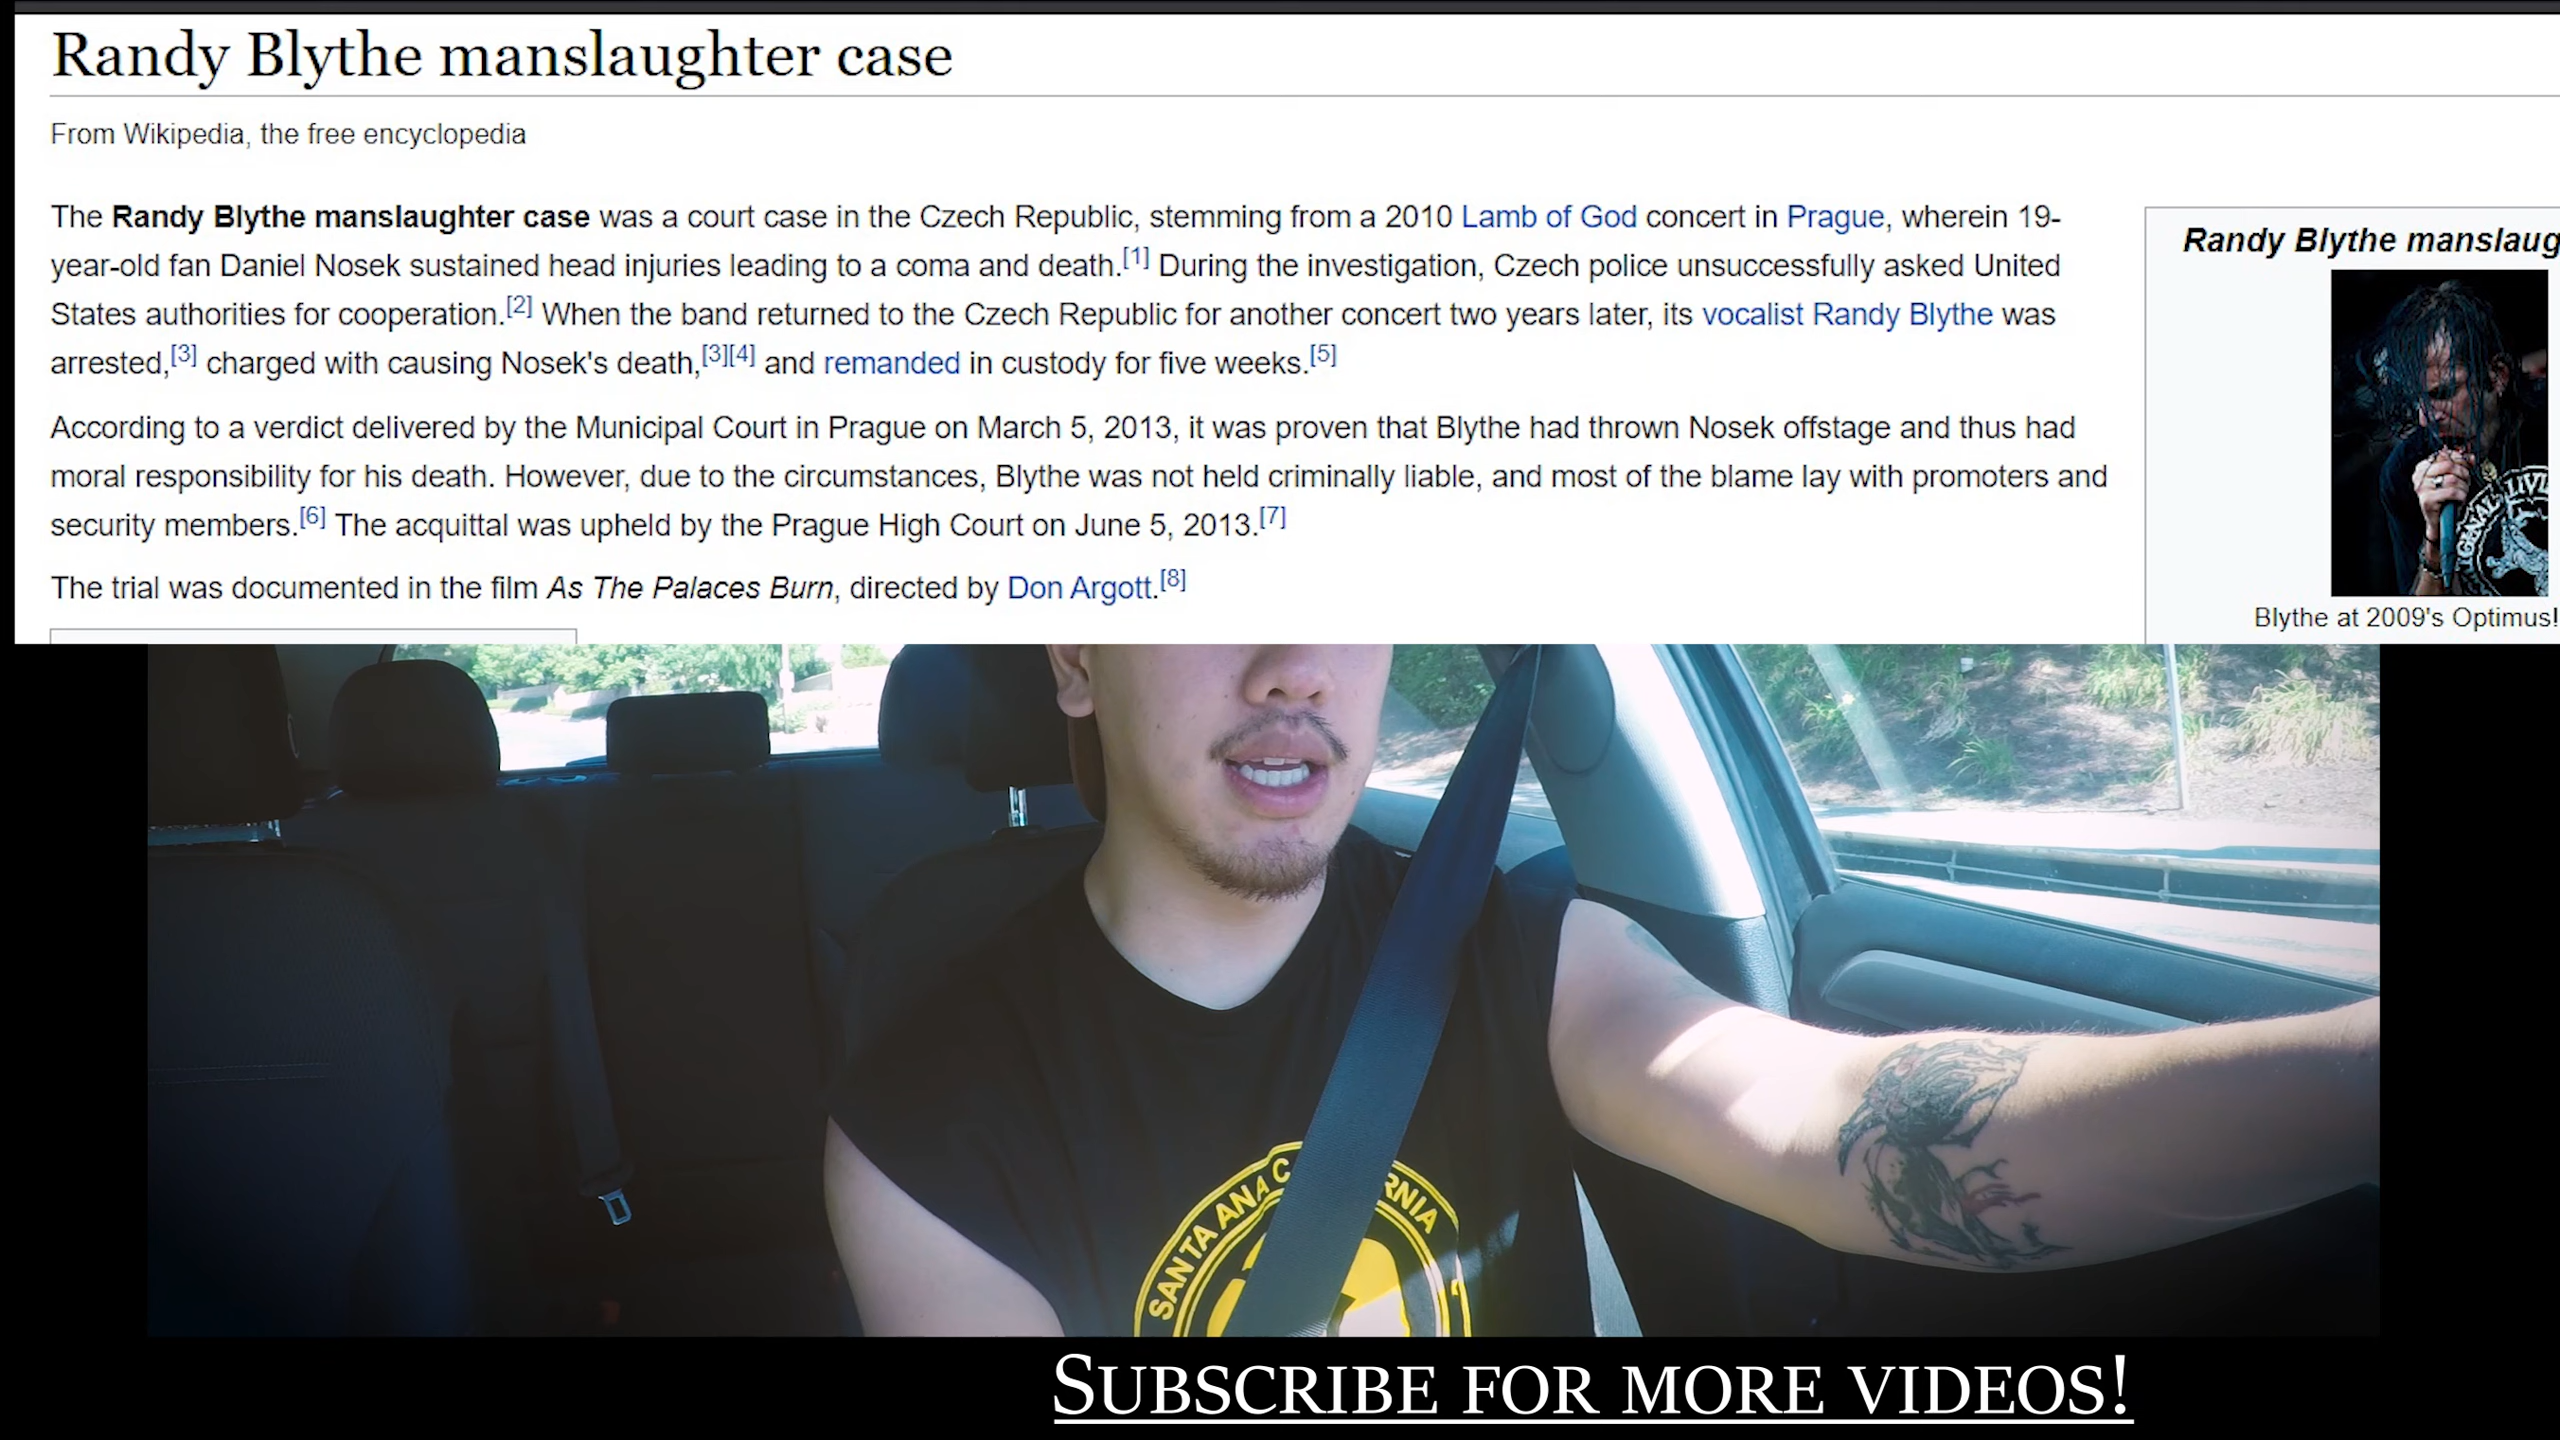 Randy Blythe manslaughter case
From Wikipedia, the free encyclopedia
The Randy Blythe manslaughter case was a court case in the Czech Republic, stemming from a 2010 Lamb of God concert in Prague, wherein 19-
year-old fan Daniel Nosek sustained head injuries leading to a coma and death.[1] During the investigation, Czech police unsuccessfully asked United
States authorities for cooperation.[2] When the band returned to the Czech Republic for another concert two years later, its vocalist Randy Blythe was
arrested,[3] charged with causing Nosek's death,[3][4] and remanded in custody for five weeks.[5]
According to a verdict delivered by the Municipal Court in Prague on March 5, 2013, it was proven that Blythe had thrown Nosek offstage and thus had
moral responsibility for his death. However, due to the circumstances, Blythe was not held criminally liable, and most of the blame lay with promoters and
security members.[6] The acquittal was upheld by the Prague High Court on June 5, 2013.[7]
The trial was documented in the film As The Palaces Burn, directed by Don Argott.[8]
Randy Blythe manslaug
Blythe at 2009's Optimus!
SANTA ANA C RNIA
SUBSCRIBE FOR MORE VIDEOS!